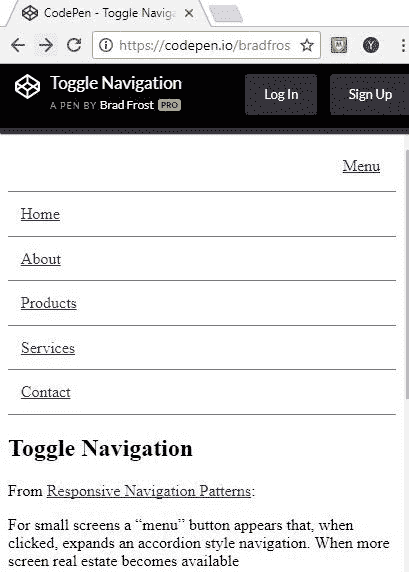 CodePen - Toggle Naviga
https://codepen.io/bradfros
Toggle Navigation
A PEN BY Brad Frost PRO
Log In
Sign Up
Menu
Home
About
Products
Services
Contact
Toggle Navigation
From Responsive Navigation Patterns:
For small screens a “menu” button appears that, when
clicked, expands an accordion style navigation. When more
screen real estate becomes available